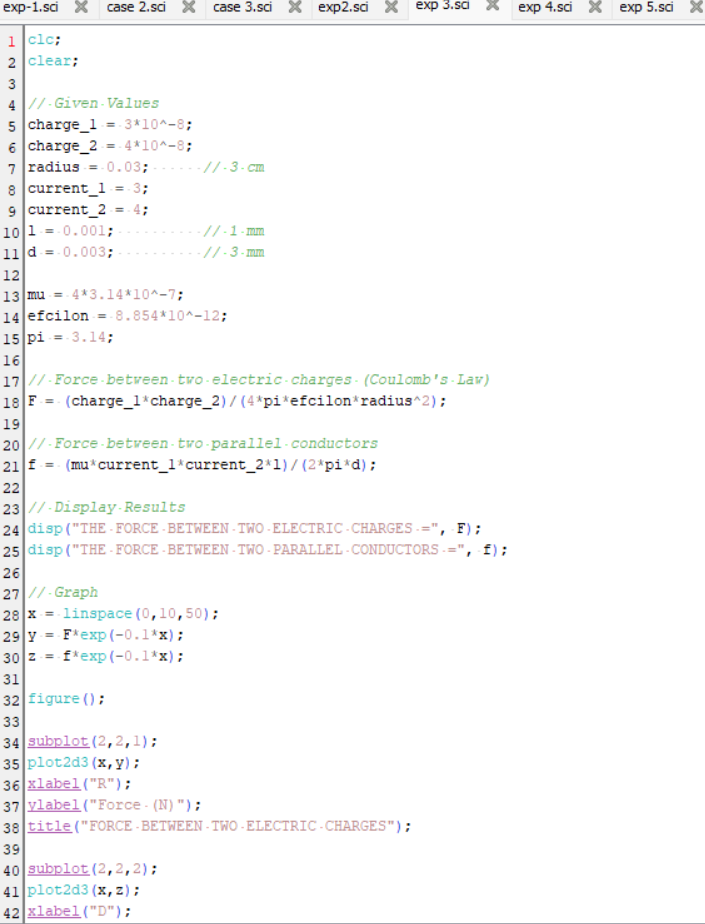 exp-1.sci case 2.sci case 3.sci exp2.sci exp 3.sci exp 4.sci exp 5.sci
1 clc;
2 clear;
3
4 // Given Values
5 charge_1 = 3*10^-8;
6 charge_2 = 4*10^-8;
7 radius = 0.03; // 3 cm
8 current_1 = 3;
9 current_2 = 4;
10 l = 0.001; // 1 mm
11 d = 0.003; // 3 mm
12
13 mu = 4*3.14*10^-7;
14 efcilon = 8.854*10^-12;
15 pi = 3.14;
16
17 // Force between two electric charges (Coulomb's Law)
18 F = (charge_1*charge_2)/(4*pi*efcilon*radius^2);
19
20 // Force between two parallel conductors
21 f = (mu*current_1*current_2*l)/(2*pi*d);
22
23 // Display Results
24 disp("THE FORCE BETWEEN TWO ELECTRIC CHARGES =", F);
25 disp("THE FORCE BETWEEN TWO PARALLEL CONDUCTORS =", f);
26
27 // Graph
28 x = linspace(0,10,50);
29 y = F*exp(-0.1*x);
30 z = f*exp(-0.1*x);
31
32 figure();
33
34 subplot(2,2,1);
35 plot2d3(x,y);
36 xlabel("R");
37 ylabel("Force (N)");
38 title("FORCE BETWEEN TWO ELECTRIC CHARGES");
39
40 subplot(2,2,2);
41 plot2d3(x,z);
42 xlabel("D");